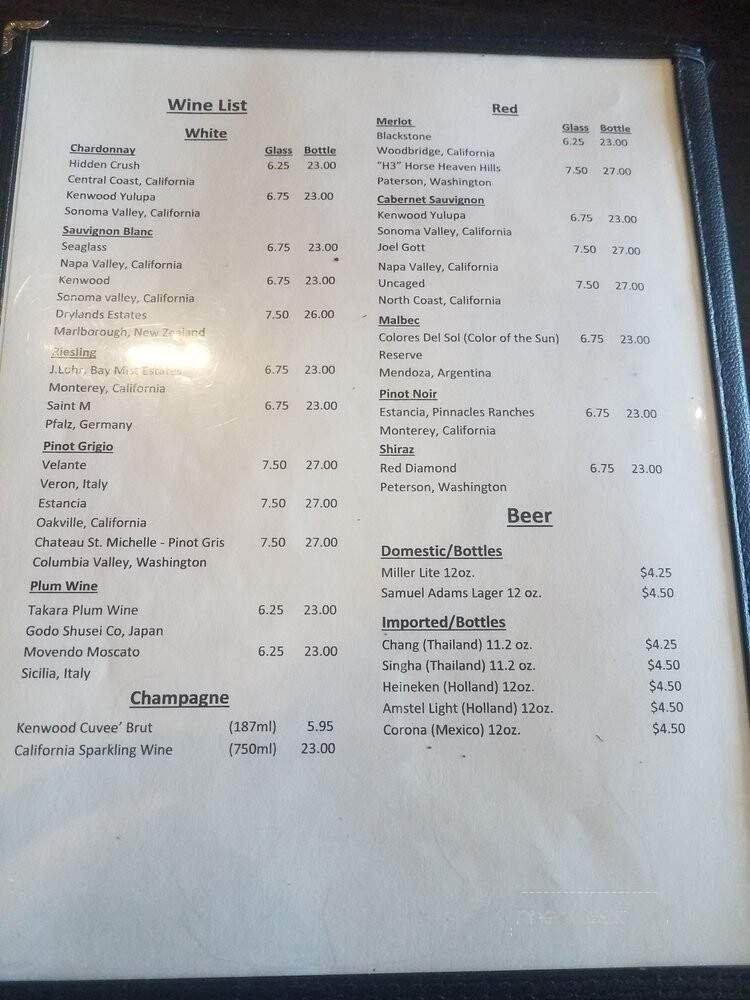 Wine List
White
Chardonnay Glass Bottle
Hidden Crush 6.25 23.00
Central Coast, California
Kenwood Yulupa 6.75 23.00
Sonoma Valley, California
Sauvignon Blanc
Seaglass 6.75 23.00
Napa Valley, California
Kenwood 6.75 23.00
Sonoma valley, California
Drylands Estates 7.50 26.00
Marlborough, New Zealand
Riesling
J.Lohr, Bay Mist Estates 6.75 23.00
Monterey, California
Saint M 6.75 23.00
Pfalz, Germany
Pinot Grigio
Velante 7.50 27.00
Veron, Italy
Estancia 7.50 27.00
Oakville, California
Chateau St. Michelle - Pinot Gris 7.50 27.00
Columbia Valley, Washington
Plum Wine
Takara Plum Wine 6.25 23.00
Godo Shusei Co, Japan
Movendo Moscato 6.25 23.00
Sicilia, Italy
Champagne
Kenwood Cuvee’ Brut (187ml) 5.95
California Sparkling Wine (750ml) 23.00
Red
Merlot Glass Bottle
Blackstone 6.25 23.00
Woodbridge, California
“H3” Horse Heaven Hills 7.50 27.00
Paterson, Washington
Cabernet Sauvignon
Kenwood Yulupa 6.75 23.00
Sonoma Valley, California
Joel Gott 7.50 27.00
Napa Valley, California
Uncaged 7.50 27.00
North Coast, California
Malbec
Colores Del Sol (Color of the Sun) 6.75 23.00
Reserve
Mendoza, Argentina
Pinot Noir
Estancia, Pinnacles Ranches 6.75 23.00
Monterey, California
Shiraz
Red Diamond 6.75 23.00
Peterson, Washington
Beer
Domestic/Bottles
Miller Lite 12oz. $4.25
Samuel Adams Lager 12 oz. $4.50
Imported/Bottles
Chang (Thailand) 11.2 oz. $4.25
Singha (Thailand) 11.2 oz. $4.50
Heineken (Holland) 12oz. $4.50
Amstel Light (Holland) 12oz. $4.50
Corona (Mexico) 12oz. $4.50